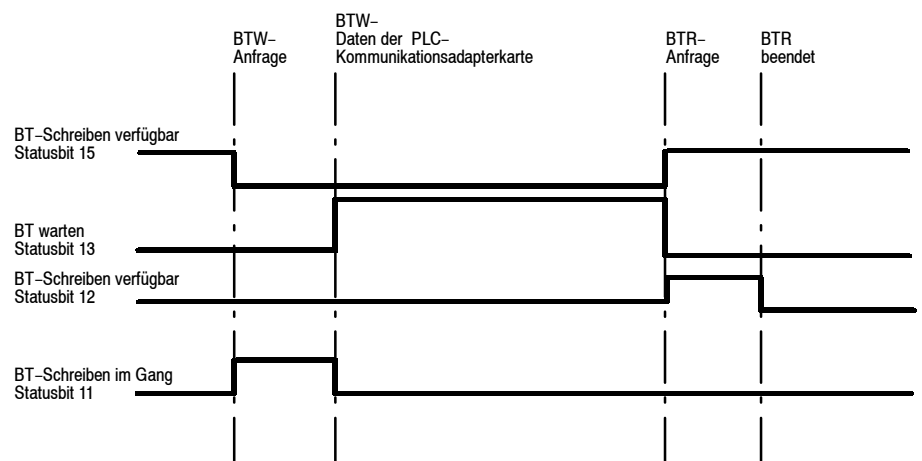 BTW–
Anfrage
BTW–
Daten der PLC–
Kommunikationsadapterkarte
BTR–
Anfrage
BTR
beendet
BT–Schreiben verfügbar
Statusbit 15
BT warten
Statusbit 13
BT–Schreiben verfügbar
Statusbit 12
BT–Schreiben im Gang
Statusbit 11